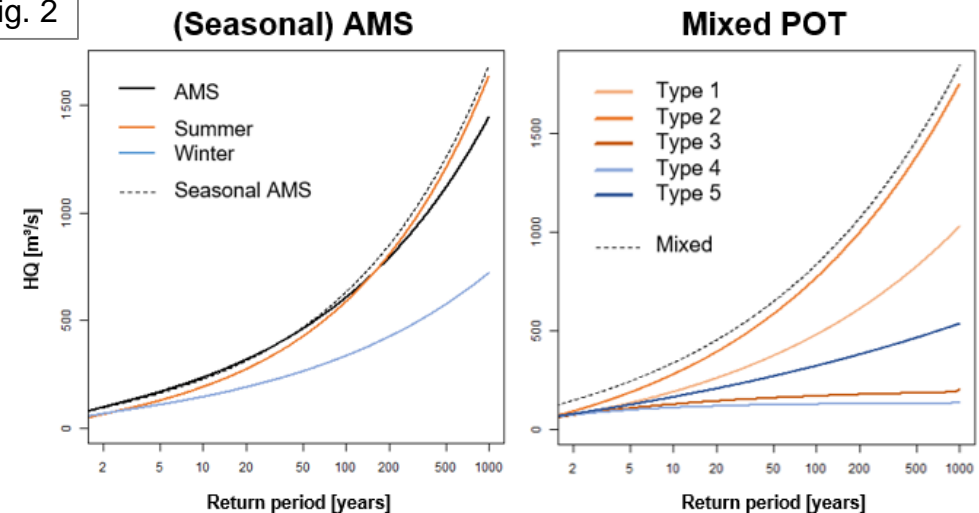 ig. 2
(Seasonal) AMS
HQ [m³/s]
0
500
1000
1500
AMS
Summer
Winter
Seasonal AMS
2 5 10 20 50 100 200 500 1000
Return period [years]
Mixed POT
0
500
1000
1500
Type 1
Type 2
Type 3
Type 4
Type 5
Mixed
2 5 10 20 50 100 200 500 1000
Return period [years]